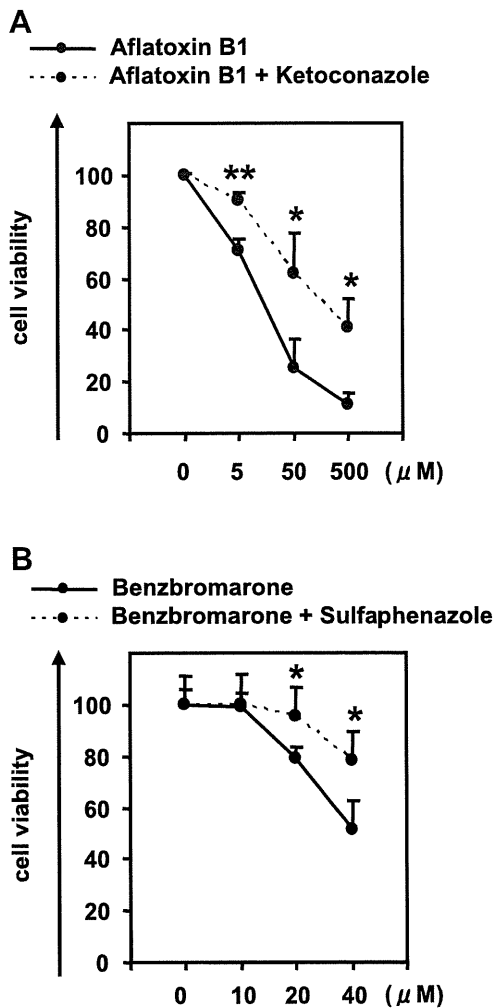 A
Aflatoxin B1
Aflatoxin B1 + Ketoconazole
cell viability
100
80
60
40
20
0
**
*
*
0 5 50 500 (μM)
B
Benzbromarone
Benzbromarone + Sulfaphenazole
cell viability
100
80
60
40
20
0
*
*
0 10 20 40 (μM)